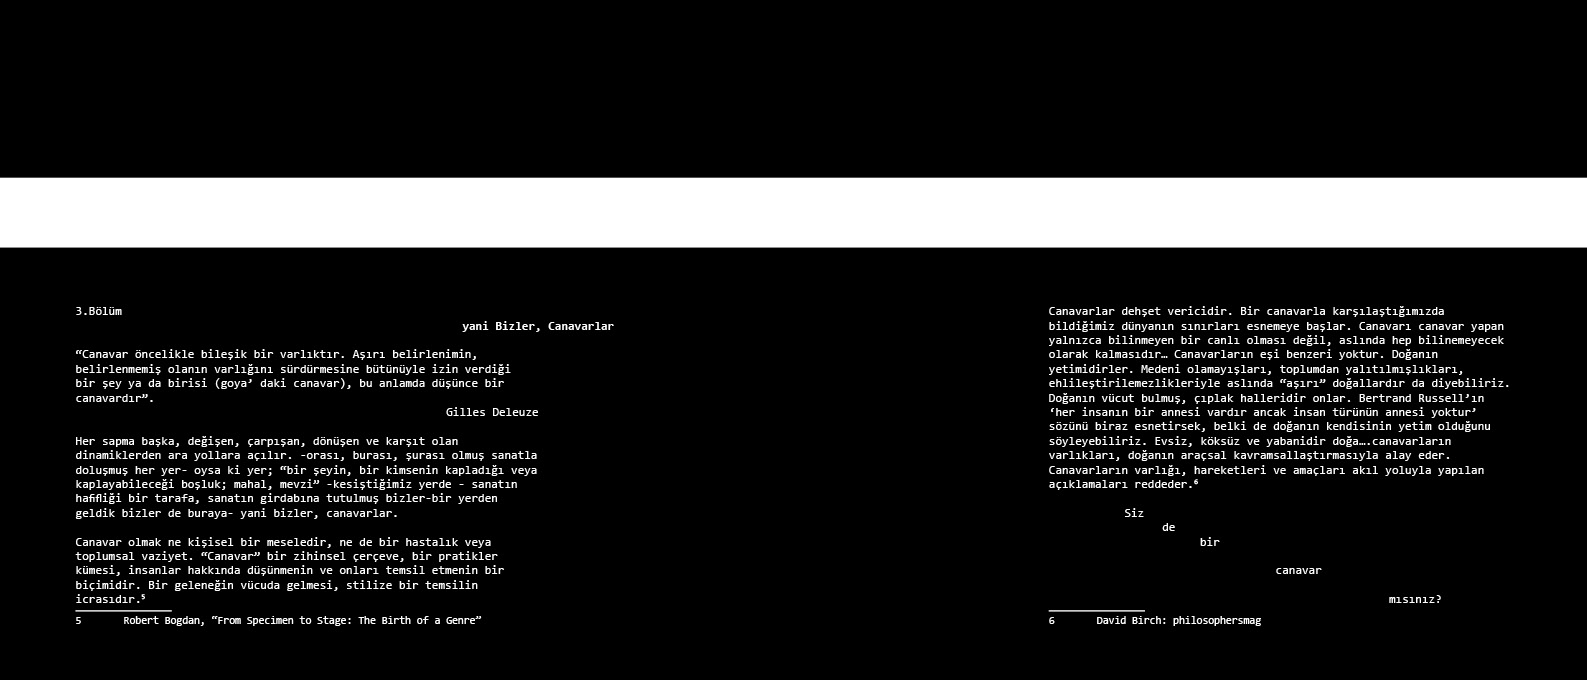 3.Bölüm
yani Bizler, Canavarlar
“Canavar öncelikle bileşik bir varlıktır. Aşırı belirlenimin,
belirlenmemiş olanın varlığını sürdürmesine bütünüyle izin verdiği
bir şey ya da birisi (goya’ daki canavar), bu anlamda düşünce bir
canavardır”.
Gilles Deleuze
Her sapma başka, değişen, çarpışan, dönüşen ve karşıt olan
dinamiklerden ara yollara açılır. -orası, burası, şurası olmuş sanatla
doluşmuş her yer- oysa ki yer; “bir şeyin, bir kimsenin kapladığı veya
kaplayabileceği boşluk; mahal, mevzi” -kesiştiğimiz yerde - sanatın
hafifliği bir tarafa, sanatın girdabına tutulmuş bizler-bir yerden
geldik bizler de buraya- yani bizler, canavarlar.
Canavar olmak ne kişisel bir meseledir, ne de bir hastalık veya
toplumsal vaziyet. “Canavar” bir zihinsel çerçeve, bir pratikler
kümesi, insanlar hakkında düşünmenin ve onları temsil etmenin bir
biçimidir. Bir geleneğin vücuda gelmesi, stilize bir temsilin
icrasıdır.⁵
5 Robert Bogdan, “From Specimen to Stage: The Birth of a Genre”
Canavarlar dehşet vericidir. Bir canavarla karşılaştığımızda
bildiğimiz dünyanın sınırları esnemeye başlar. Canavarı canavar yapan
yalnızca bilinmeyen bir canlı olması değil, aslında hep bilinemeyecek
olarak kalmasıdır… Canavarların eşi benzeri yoktur. Doğanın
yetimidirler. Medeni olamayışları, toplumdan yalıtılmışlıkları,
ehlileştirilemezlikleriyle aslında “aşırı” doğallardır da diyebiliriz.
Doğanın vücut bulmuş, çıplak halleridir onlar. Bertrand Russell’ın
‘her insanın bir annesi vardır ancak insan türünün annesi yoktur’
sözünü biraz esnetirsek, belki de doğanın kendisinin yetim olduğunu
söyleyebiliriz. Evsiz, köksüz ve yabanidir doğa….canavarların
varlıkları, doğanın araçsal kavramsallaştırmasıyla alay eder.
Canavarların varlığı, hareketleri ve amaçları akıl yoluyla yapılan
açıklamaları reddeder.⁶
Siz
de
bir
canavar
mısınız?
6 David Birch: philosophersmag